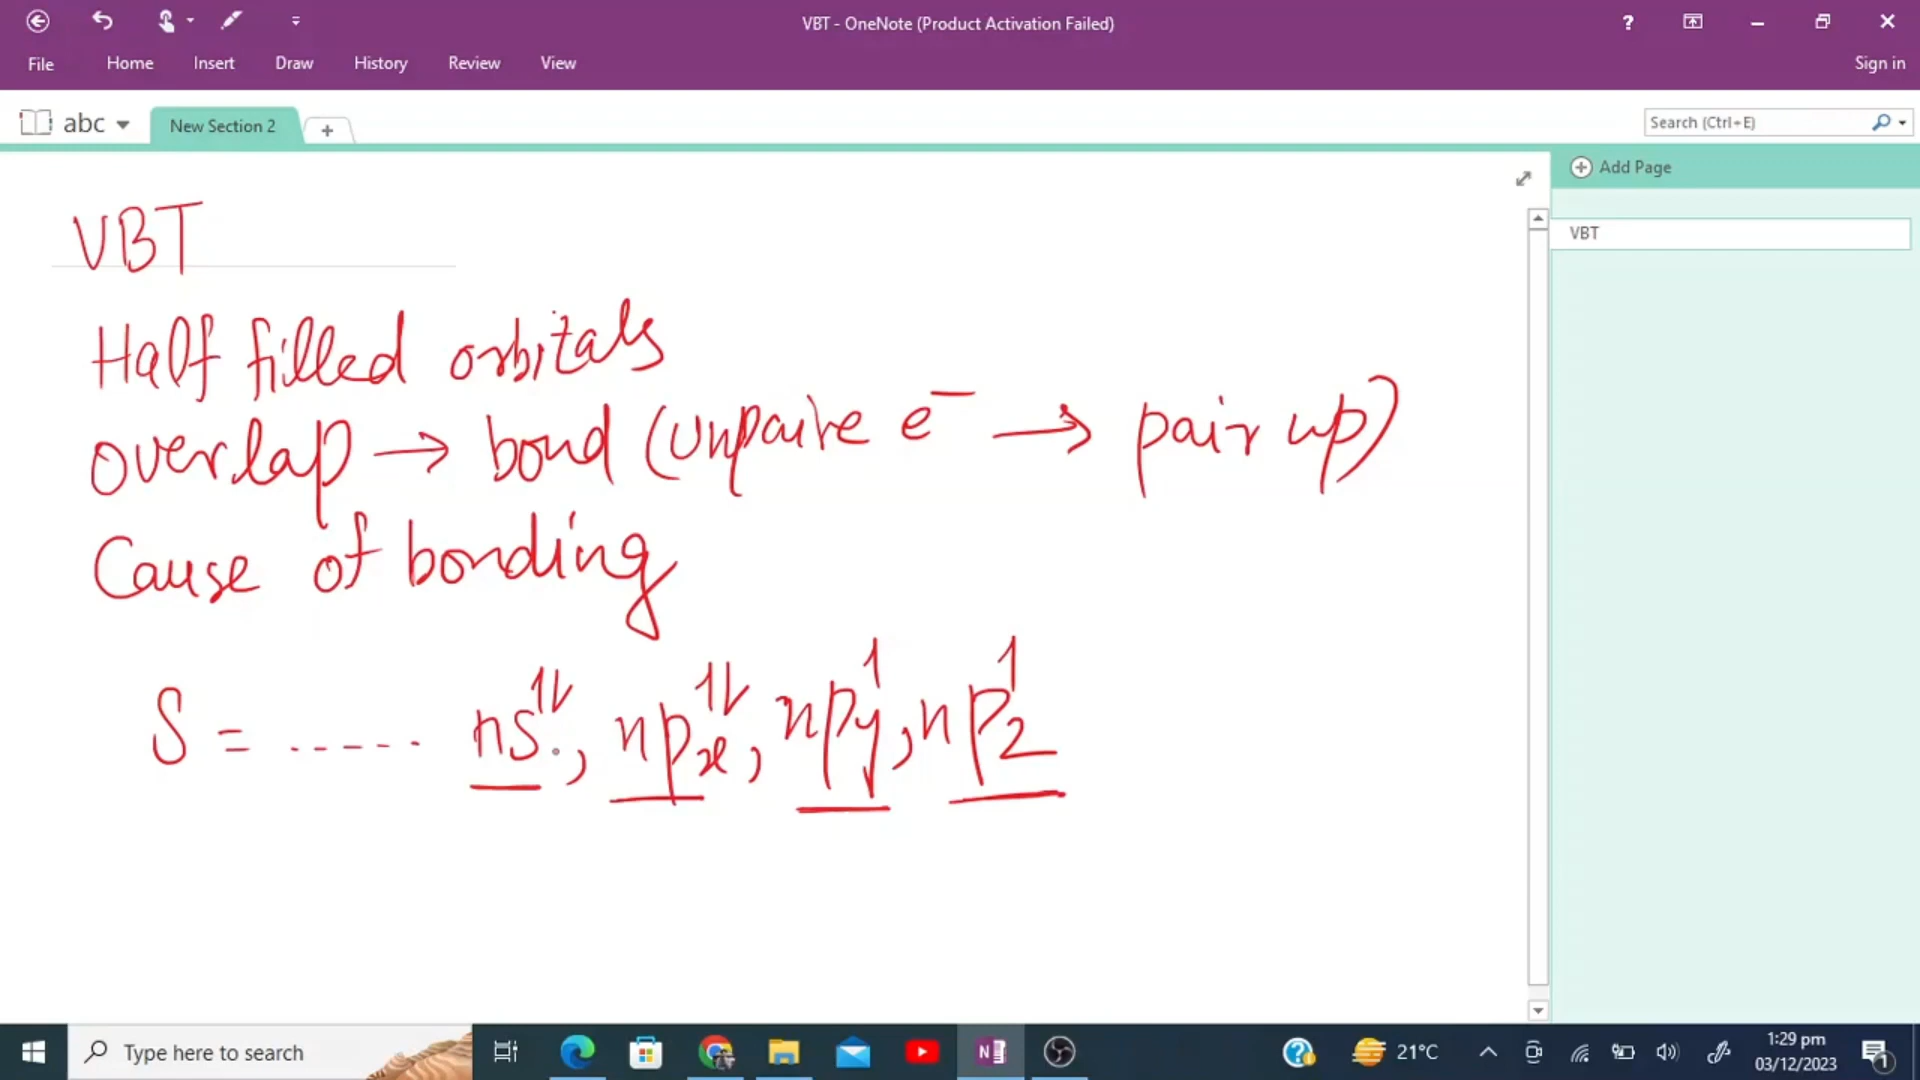 VBT - OneNote (Product Activation Failed)
?
File Home Insert Draw History Review View Sign in
abc New Section 2 + Search (Ctrl+E)
Add Page
VBT
VBT
Half filled orbitals
overlap → bond (unpaire e⁻ → pair up)
Cause of bonding
S = ...... ns↿⇂, npx↿⇂, npy↿, npz↿
Type here to search 21°C 1:29 pm
03/12/2023
1